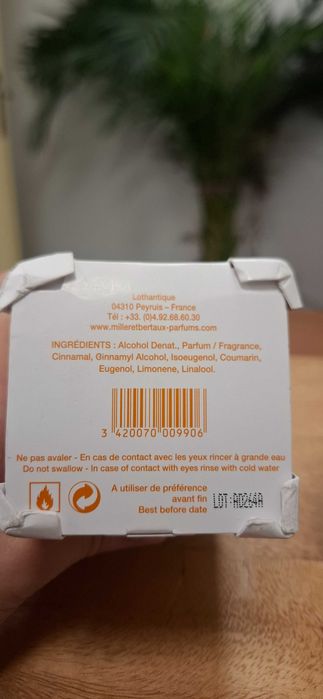 Lothantique
04310 Peyruis – France
Tél : +33. (0)4.92.68.60.30
www.milleretbertaux-parfums.com
INGRÉDIENTS : Alcohol Denat., Parfum / Fragrance,
Cinnamal, Ginnamyl Alcohol, Isoeugenol, Coumarin,
Eugenol, Limonene, Linalool.
3 420070 009906
Ne pas avaler - En cas de contact avec les yeux rincer à grande eau
Do not swallow - In case of contact with eyes rinse with cold water
A utiliser de préférence
avant fin
Best before date
LOT:AD264A